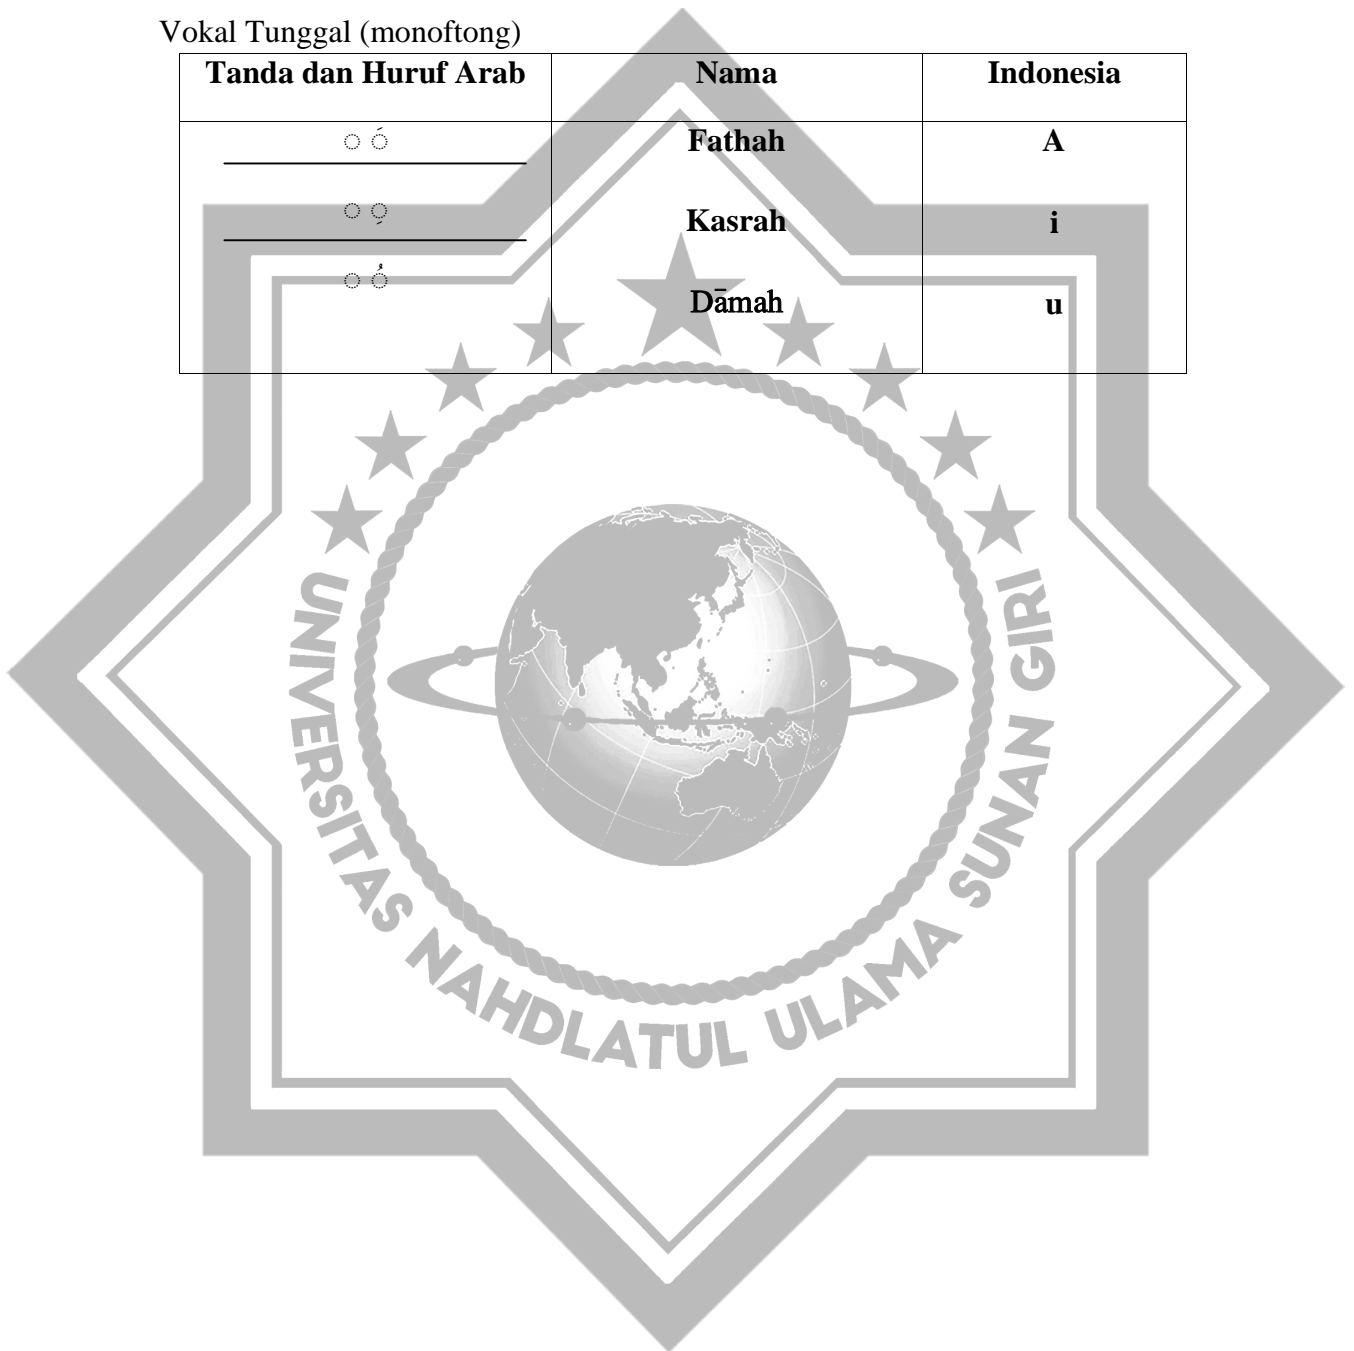 Vokal Tunggal (monoftong)
Tanda dan Huruf Arab Nama Indonesia
◌ ◌َ Fathah A
◌ ◌ِ Kasrah i
◌ ◌ُ Dāmah u
UNIVERSITAS NAHDLATUL ULAMA SUNAN GIRI